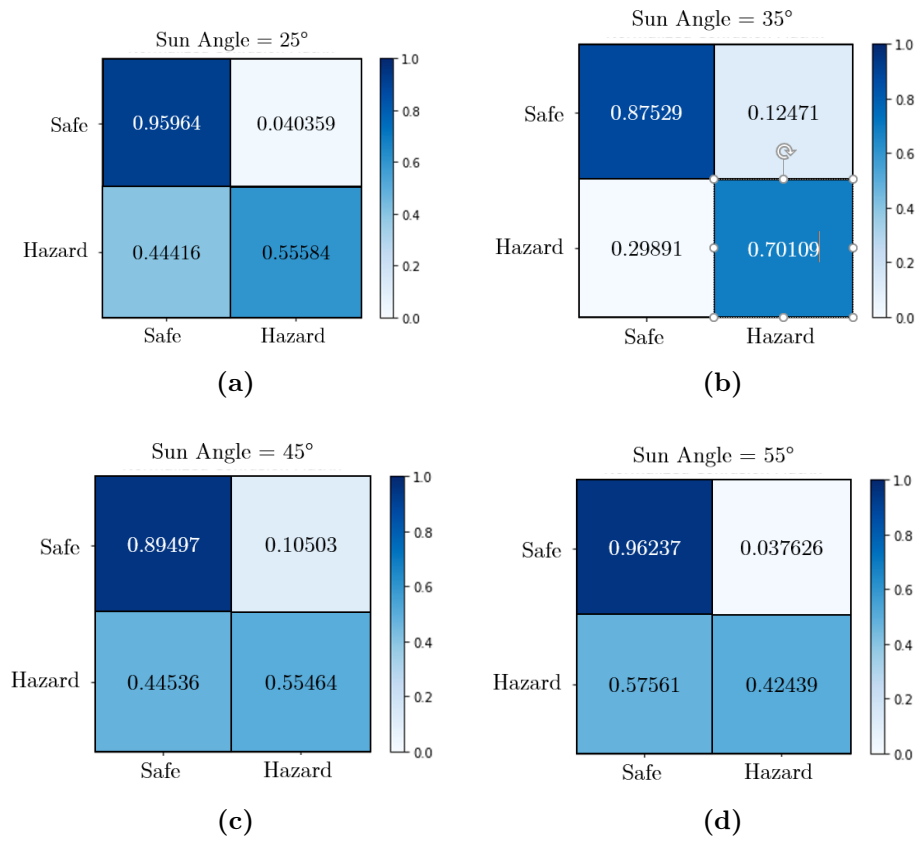 Sun Angle = 25°
Safe 0.95964 0.040359
Hazard 0.44416 0.55584
Safe Hazard
1.0
0.8
0.6
0.4
0.2
0.0
(a)
Sun Angle = 35°
Safe 0.87529 0.12471
Hazard 0.29891 0.70109
Safe Hazard
1.0
0.8
0.6
0.4
0.2
0.0
(b)
Sun Angle = 45°
Safe 0.89497 0.10503
Hazard 0.44536 0.55464
Safe Hazard
1.0
0.8
0.6
0.4
0.2
0.0
(c)
Sun Angle = 55°
Safe 0.96237 0.037626
Hazard 0.57561 0.42439
Safe Hazard
1.0
0.8
0.6
0.4
0.2
0.0
(d)